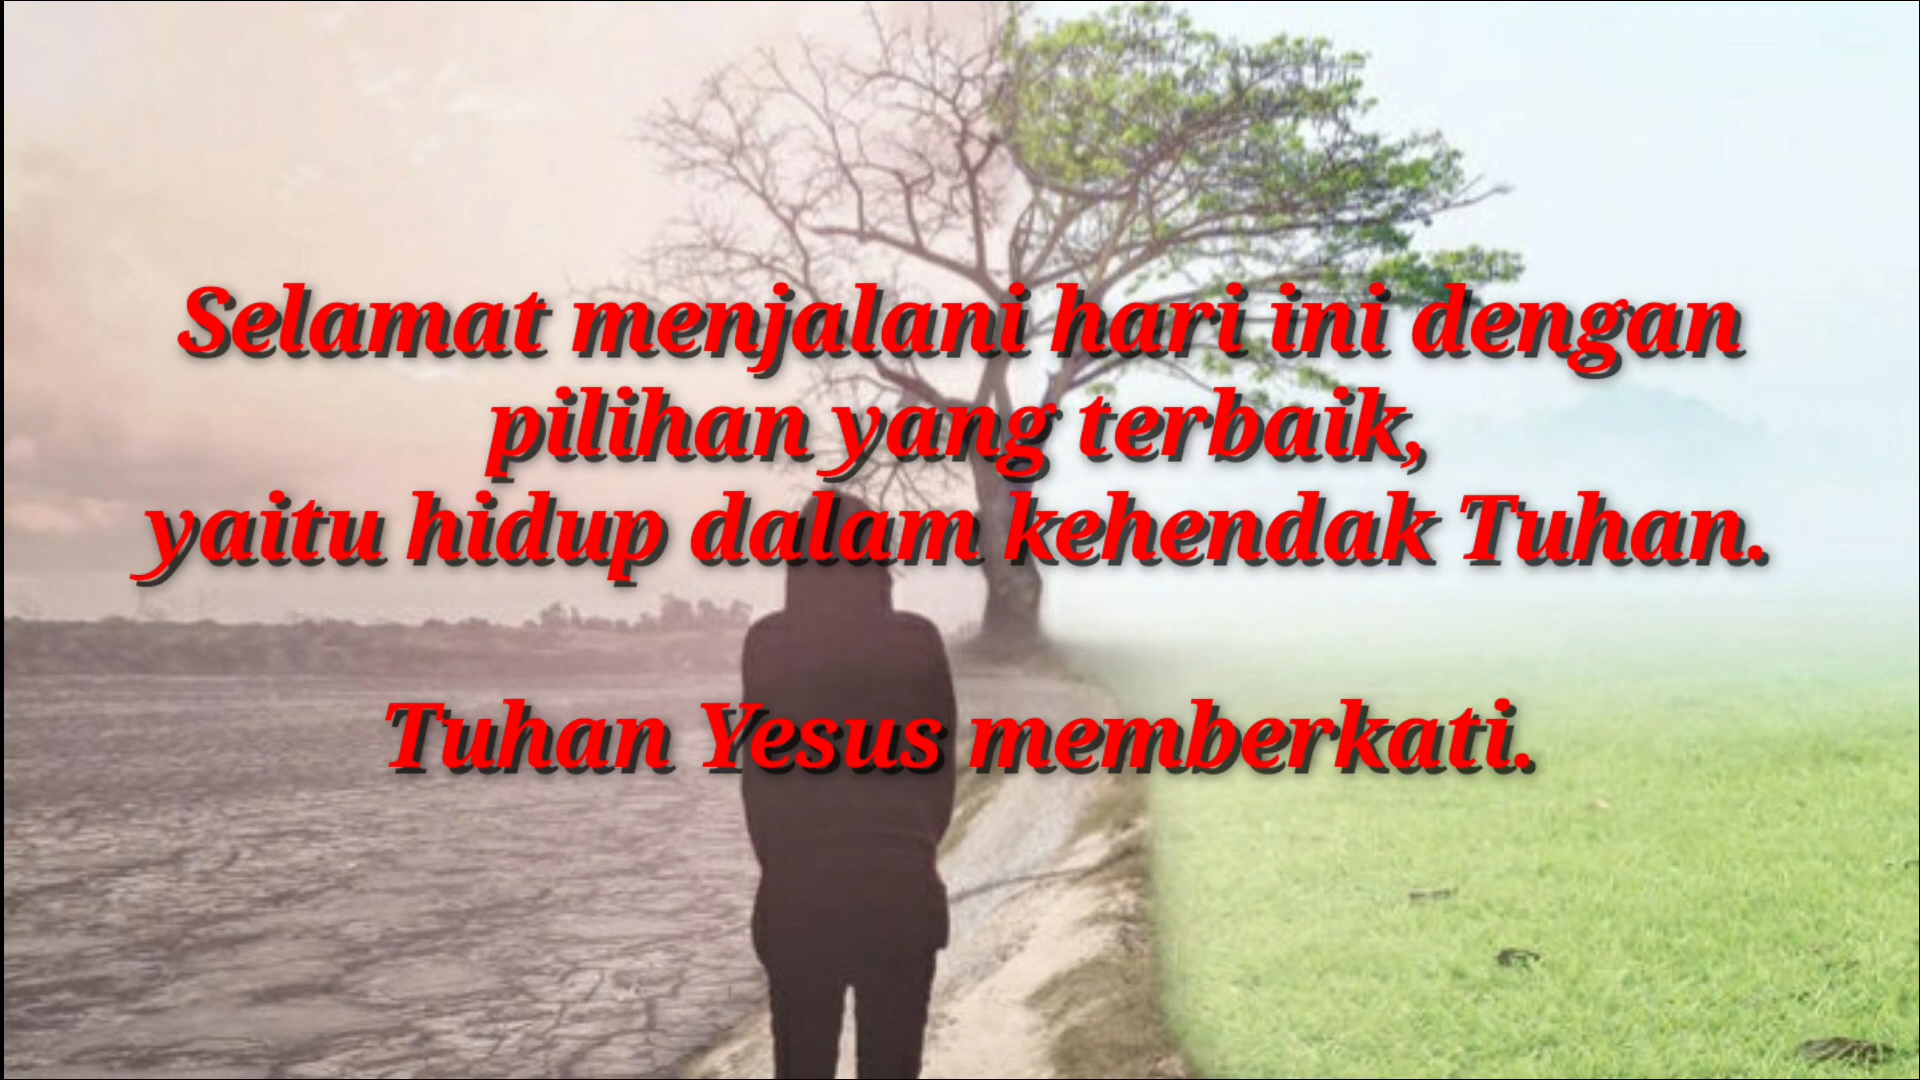 Selamat menjalani hari ini dengan
pilihan yang terbaik,
yaitu hidup dalam kehendak Tuhan.
Tuhan Yesus memberkati.